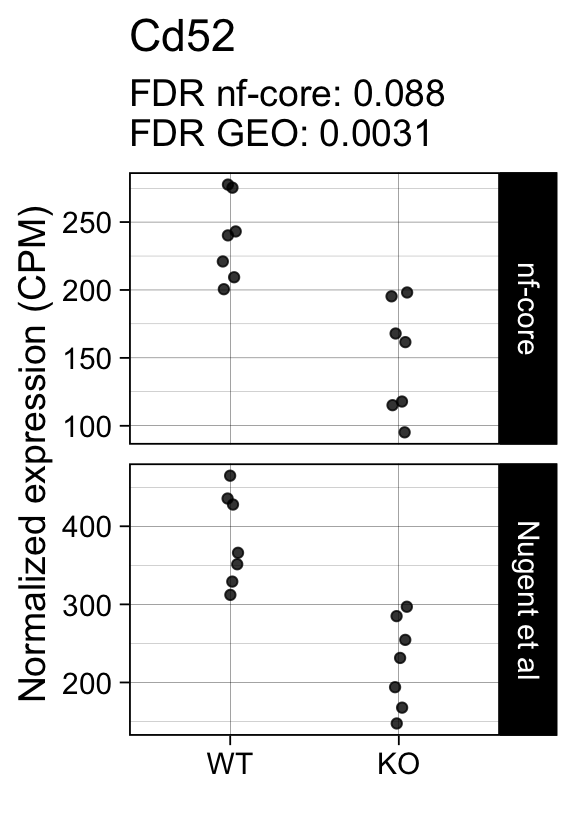 Cd52
FDR nf-core: 0.088
FDR GEO: 0.0031
Normalized expression (CPM)
250
200
150
100
nf-core
400
300
200
Nugent et al
WT
KO